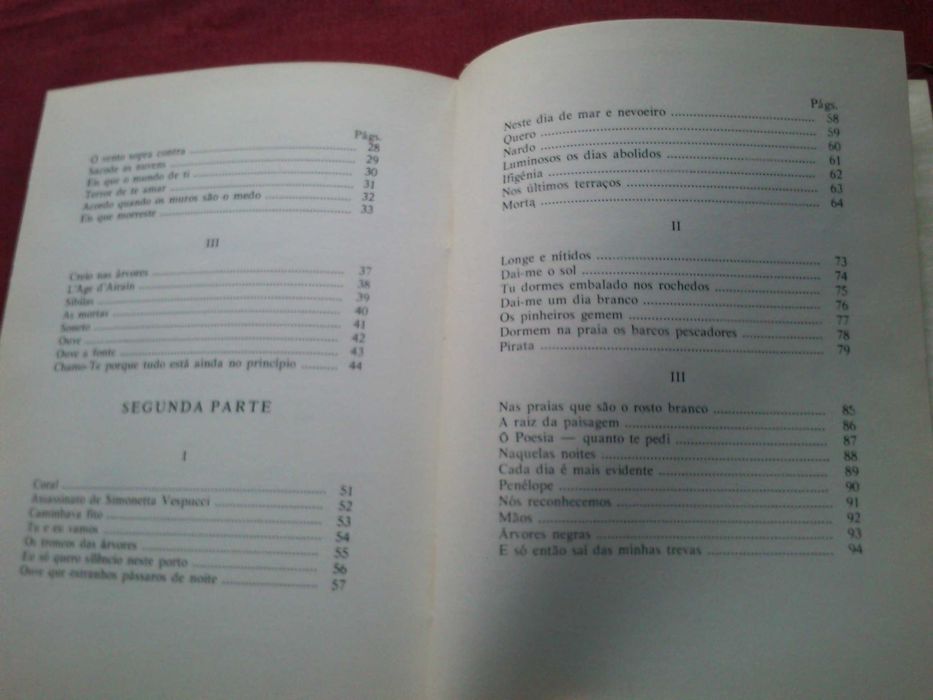 Págs.
O vento sopra contra ........ 28
Sacode as nuvens ........ 29
Eis que o mundo de ti ........ 30
Terror de te amar ........ 31
Acordo quando os muros são o medo ........ 32
Eis que morreste ........ 33
III
Creio nas árvores ........ 37
L'Age d'Airain ........ 38
Sibilas ........ 39
As mortas ........ 40
Soneto ........ 41
Ouve ........ 42
Ouve a fonte ........ 43
Chamo-Te porque tudo está ainda no princípio ........ 44
SEGUNDA PARTE
I
Coral ........ 51
Assassinato de Simonetta Vespucci ........ 52
Caminhava fito ........ 53
Tu e eu vamos ........ 54
Os troncos das árvores ........ 55
Eu só quero silêncio neste porto ........ 56
Ouve que estranhos pássaros de noite ........ 57
Págs.
Neste dia de mar e nevoeiro ........ 58
Quero ........ 59
Nardo ........ 60
Luminosos os dias abolidos ........ 61
Ifigénia ........ 62
Nos últimos terraços ........ 63
Morta ........ 64
II
Longe e nítidos ........ 73
Dai-me o sol ........ 74
Tu dormes embalado nos rochedos ........ 75
Dai-me um dia branco ........ 76
Os pinheiros gemem ........ 77
Dormem na praia os barcos pescadores ........ 78
Pirata ........ 79
III
Nas praias que são o rosto branco ........ 85
A raiz da paisagem ........ 86
Ó Poesia — quanto te pedi ........ 87
Naquelas noites ........ 88
Cada dia é mais evidente ........ 89
Penélope ........ 90
Nós reconhecemos ........ 91
Mãos ........ 92
Árvores negras ........ 93
E só então saí das minhas trevas ........ 94